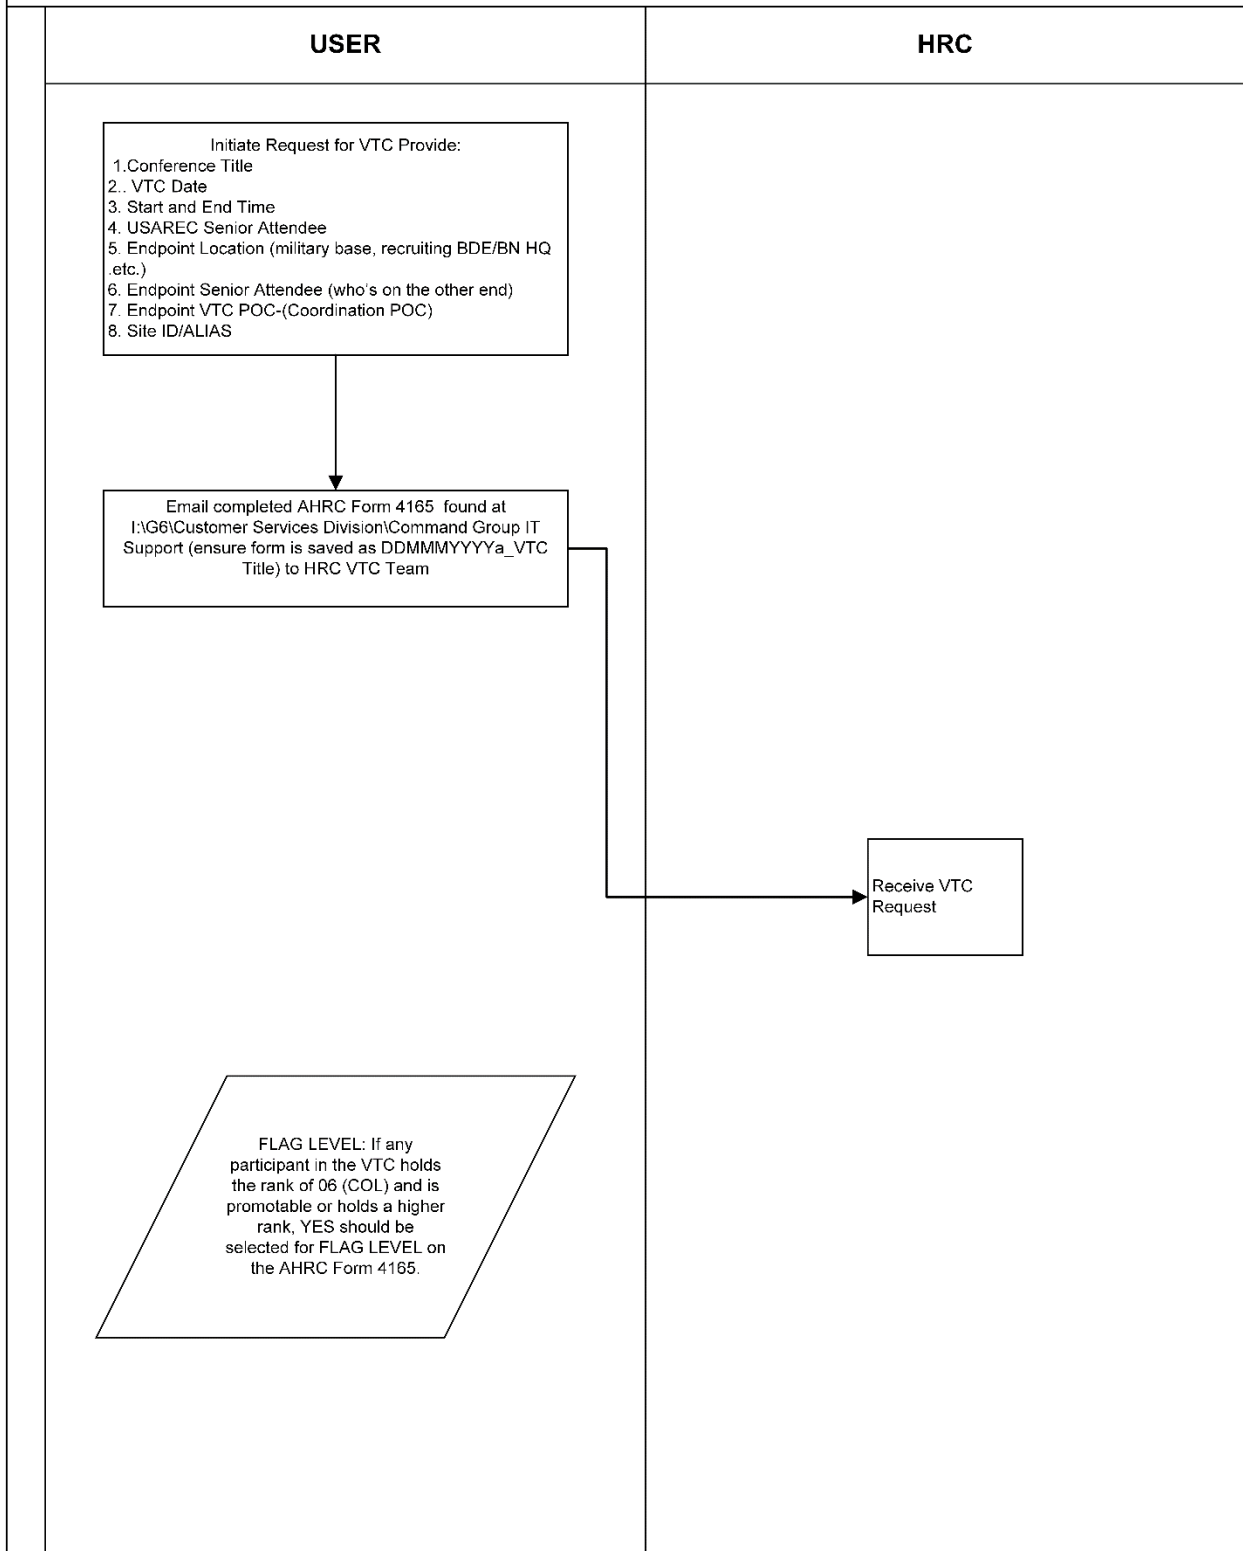 USER
HRC
Initiate Request for VTC Provide:
1.Conference Title
2.. VTC Date
3. Start and End Time
4. USAREC Senior Attendee
5. Endpoint Location (military base, recruiting BDE/BN HQ
.etc.)
6. Endpoint Senior Attendee (who's on the other end)
7. Endpoint VTC POC-(Coordination POC)
8. Site ID/ALIAS
Email completed AHRC Form 4165 found at
I:\G6\Customer Services Division\Command Group IT
Support (ensure form is saved as DDMMMYYYYa_VTC
Title) to HRC VTC Team
Receive VTC
Request
FLAG LEVEL: If any
participant in the VTC holds
the rank of 06 (COL) and is
promotable or holds a higher
rank, YES should be
selected for FLAG LEVEL on
the AHRC Form 4165.